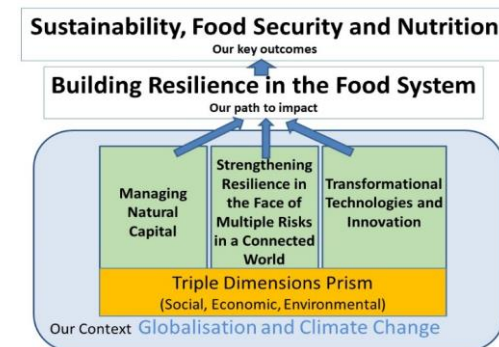 Sustainability, Food Security and Nutrition
Our key outcomes
Building Resilience in the Food System
Our path to impact
Managing
Natural
Capital
Strengthening
Resilience in
the Face of
Multiple Risks
in a Connected
World
Transformational
Technologies and
Innovation
Triple Dimensions Prism
(Social, Economic, Environmental)
Our Context Globalisation and Climate Change